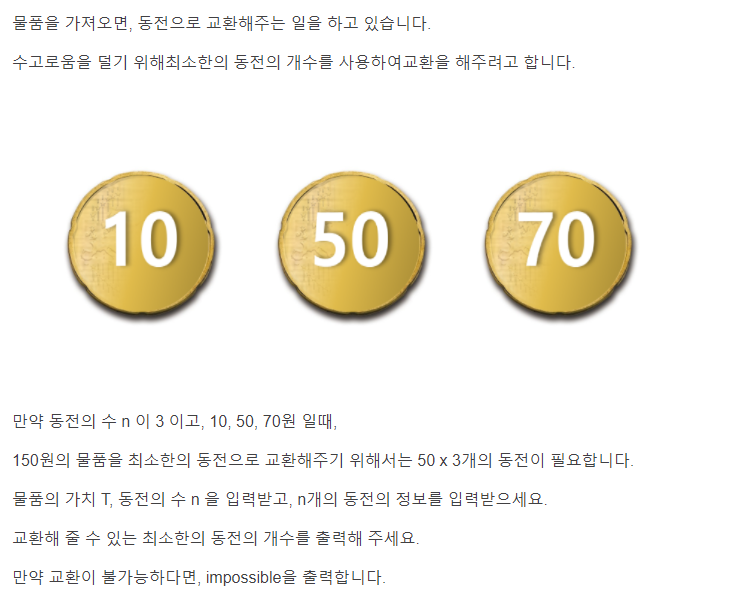 물품을 가져오면, 동전으로 교환해주는 일을 하고 있습니다.
수고로움을 덜기 위해최소한의 동전의 개수를 사용하여교환을 해주려고 합니다.
10 50 70
만약 동전의 수 n 이 3 이고, 10, 50, 70원 일때,
150원의 물품을 최소한의 동전으로 교환해주기 위해서는 50 x 3개의 동전이 필요합니다.
물품의 가치 T, 동전의 수 n 을 입력받고, n개의 동전의 정보를 입력받으세요.
교환해 줄 수 있는 최소한의 동전의 개수를 출력해 주세요.
만약 교환이 불가능하다면, impossible을 출력합니다.